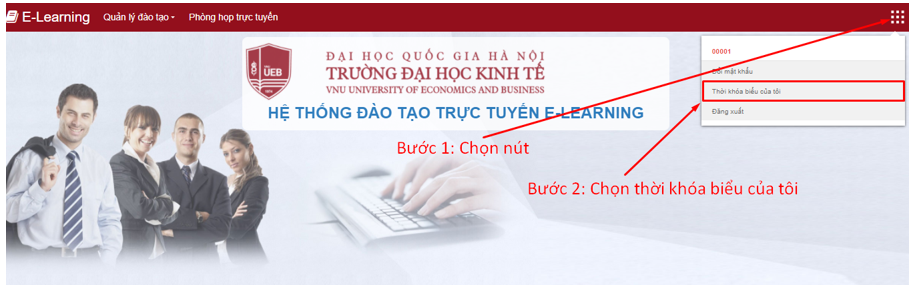 E-Learning Quản lý đào tạo Phòng họp trực tuyến
ĐẠI HỌC QUỐC GIA HÀ NỘI
TRƯỜNG ĐẠI HỌC KINH TẾ
VNU UNIVERSITY OF ECONOMICS AND BUSINESS
UEB
HỆ THỐNG ĐÀO TẠO TRỰC TUYẾN E-LEARNING
00001
Đổi mật khẩu
Thời khóa biểu của tôi
Đăng xuất
Bước 1: Chọn nút
Bước 2: Chọn thời khóa biểu của tôi